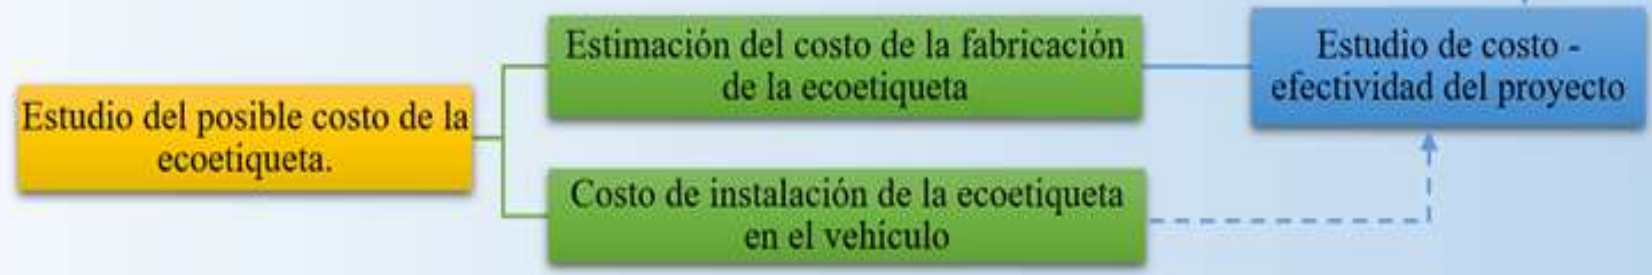 Estudio del posible costo de la
ecoetiqueta.
Estimación del costo de la fabricación
de la ecoetiqueta
Costo de instalación de la ecoetiqueta
en el vehiculo
Estudio de costo -
efectividad del proyecto